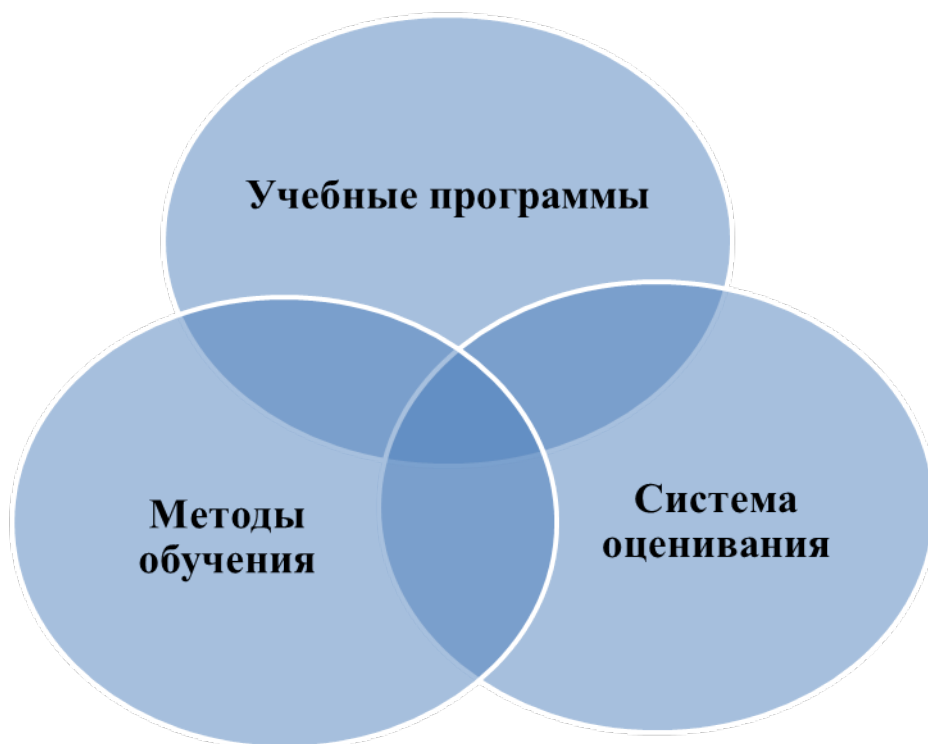 Учебные программы
Методы
обучения
Система
оценивания